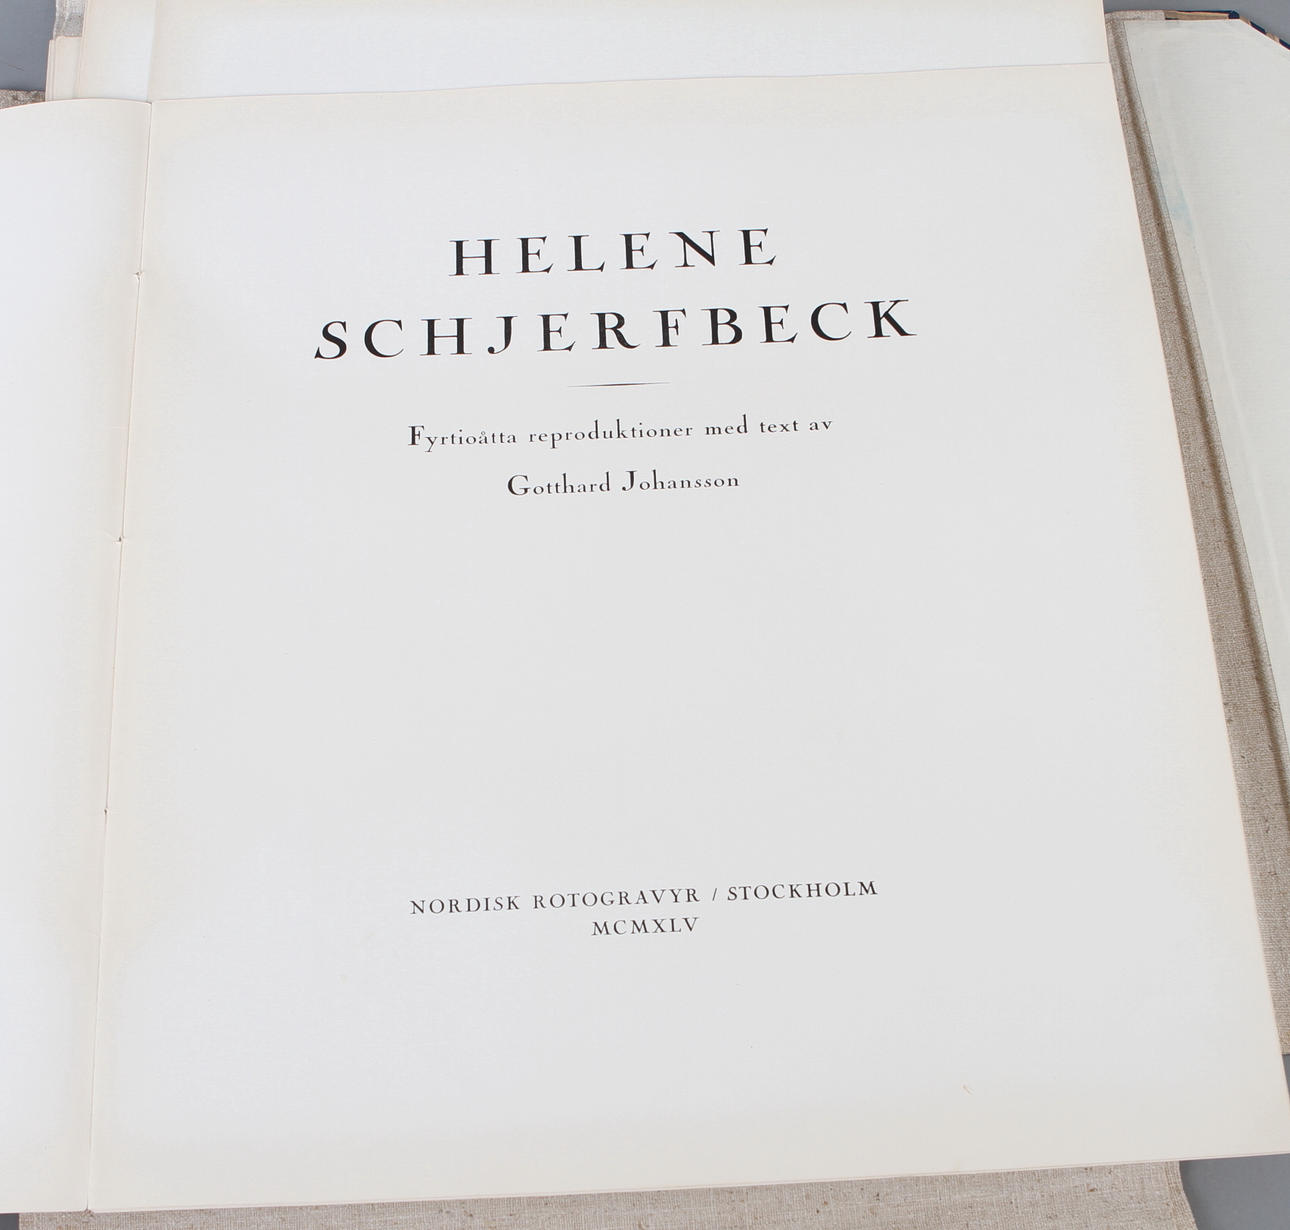 HELENE
SCHJERFBECK
Fyrtioåtta reproduktioner med text av
Gotthard Johansson
NORDISK ROTOGRAVYR / STOCKHOLM
MCMXLV